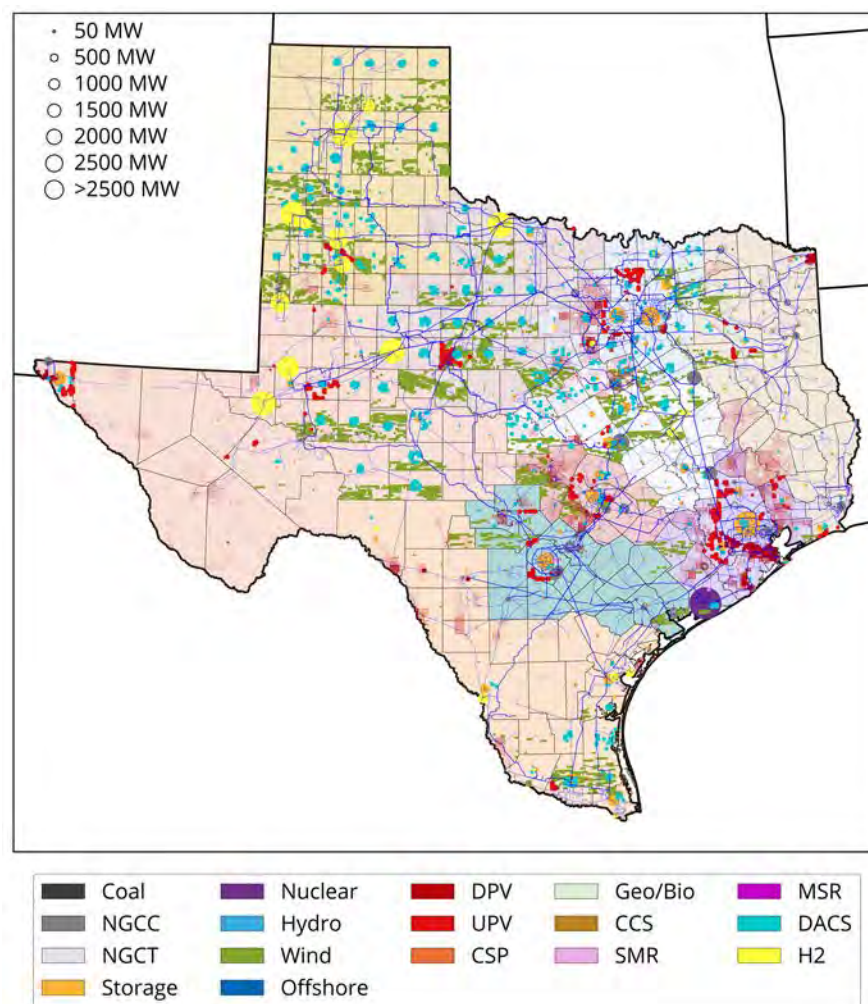 50 MW
500 MW
1000 MW
1500 MW
2000 MW
2500 MW
>2500 MW
Coal Nuclear DPV Geo/Bio MSR
NGCC Hydro UPV CCS DACS
NGCT Wind CSP SMR H2
Storage Offshore